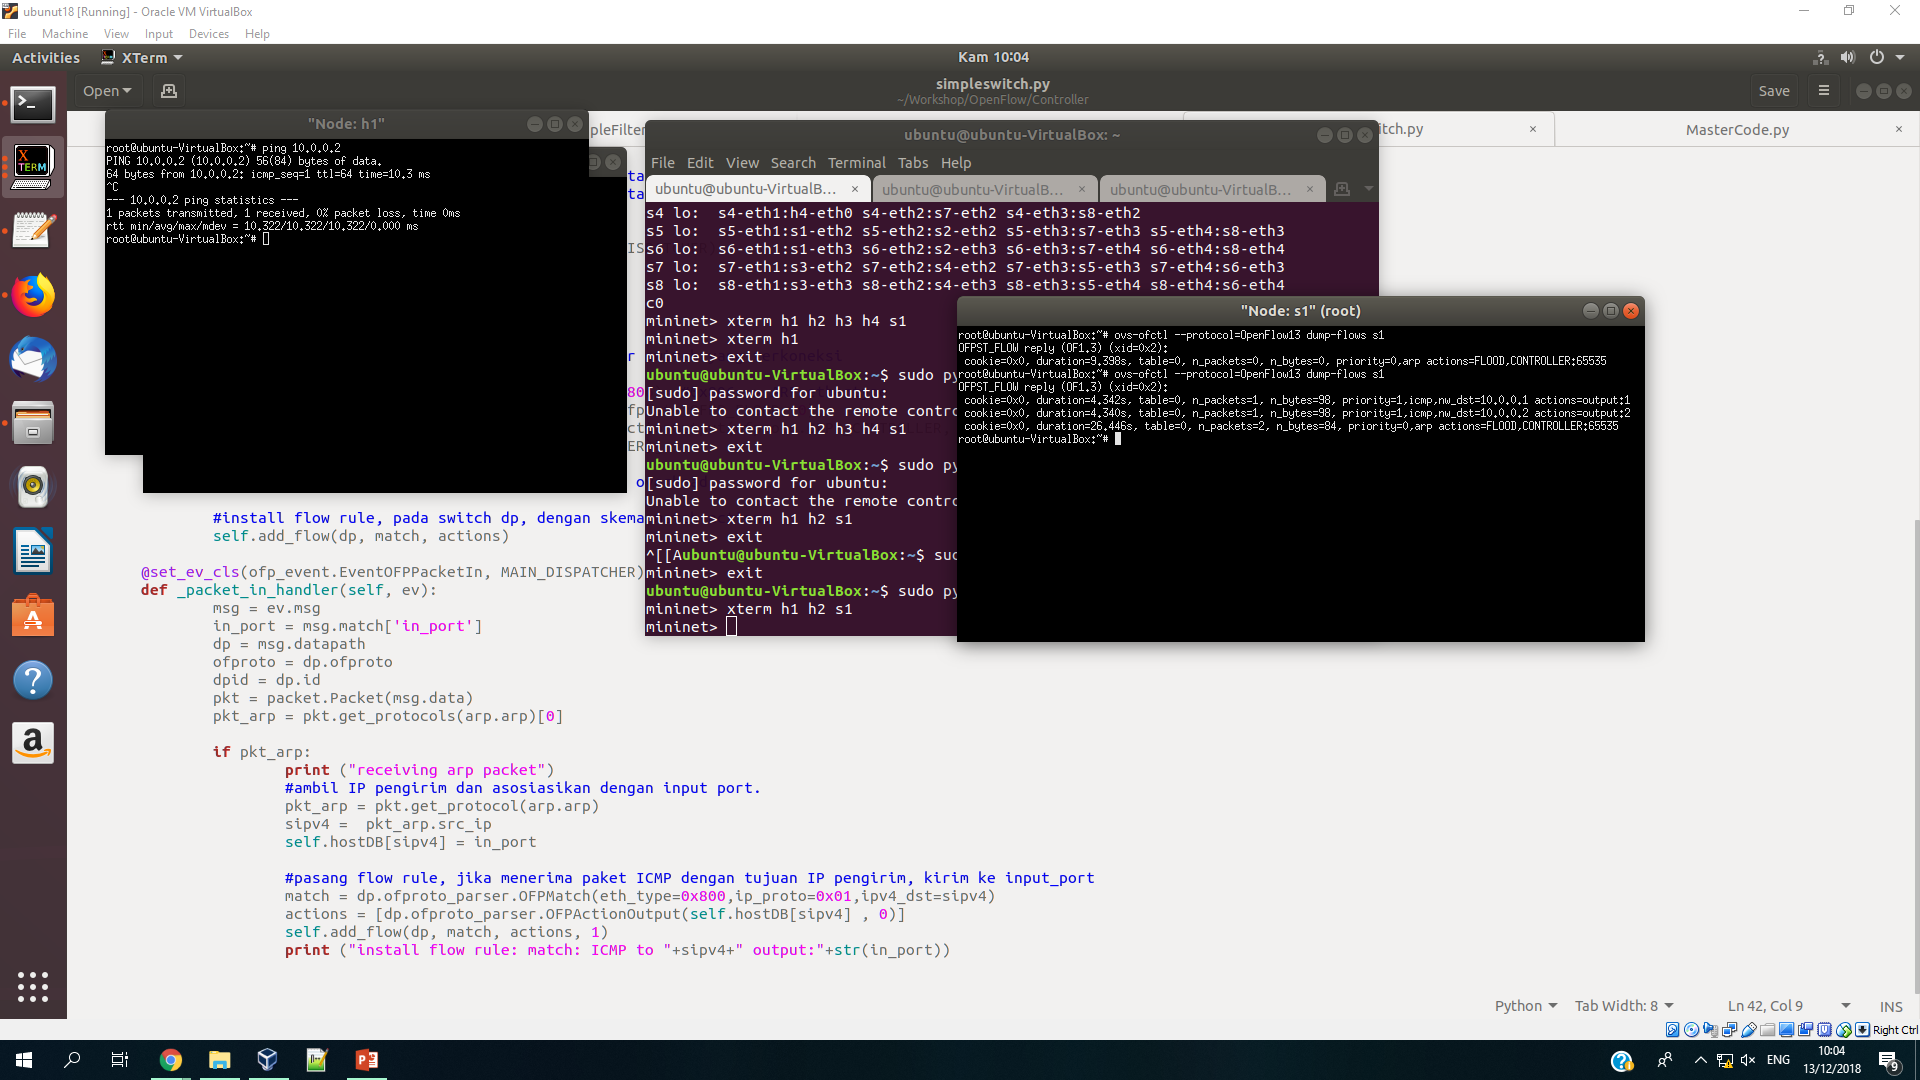 ubunut18 [Running] - Oracle VM VirtualBox
File Machine View Input Devices Help
Activities XTerm Kam 10:04
Open simpleswitch.py Save
~/Workshop/OpenFlow/Controller
pleFilter tch.py × MasterCode.py ×
"Node: h1"
root@ubuntu-VirtualBox:~# ping 10.0.0.2
PING 10.0.0.2 (10.0.0.2) 56(84) bytes of data.
64 bytes from 10.0.0.2: icmp_seq=1 ttl=64 time=10.3 ms
^C
--- 10.0.0.2 ping statistics ---
1 packets transmitted, 1 received, 0% packet loss, time 0ms
rtt min/avg/max/mdev = 10.322/10.322/10.322/0.000 ms
root@ubuntu-VirtualBox:~#
ubuntu@ubuntu-VirtualBox: ~
File Edit View Search Terminal Tabs Help
ubuntu@ubuntu-VirtualB... × ubuntu@ubuntu-VirtualB... × ubuntu@ubuntu-VirtualB... ×
s4 lo:  s4-eth1:h4-eth0 s4-eth2:s7-eth2 s4-eth3:s8-eth2
s5 lo:  s5-eth1:s1-eth2 s5-eth2:s2-eth2 s5-eth3:s7-eth3 s5-eth4:s8-eth3
s6 lo:  s6-eth1:s1-eth3 s6-eth2:s2-eth3 s6-eth3:s7-eth4 s6-eth4:s8-eth4
s7 lo:  s7-eth1:s3-eth2 s7-eth2:s4-eth2 s7-eth3:s5-eth3 s7-eth4:s6-eth3
s8 lo:  s8-eth1:s3-eth3 s8-eth2:s4-eth3 s8-eth3:s5-eth4 s8-eth4:s6-eth4
c0
mininet> xterm h1 h2 h3 h4 s1
mininet> xterm h1
mininet> exit
ubuntu@ubuntu-VirtualBox:~$ sudo py
[sudo] password for ubuntu:
Unable to contact the remote contro
mininet> xterm h1 h2 h3 h4 s1
mininet> exit
ubuntu@ubuntu-VirtualBox:~$ sudo py
[sudo] password for ubuntu:
Unable to contact the remote contro
mininet> xterm h1 h2 s1
mininet> exit
^[[Aubuntu@ubuntu-VirtualBox:~$ sud
mininet> exit
ubuntu@ubuntu-VirtualBox:~$ sudo py
mininet> xterm h1 h2 s1
mininet>
"Node: s1" (root)
root@ubuntu-VirtualBox:~# ovs-ofctl --protocol=OpenFlow13 dump-flows s1
OFPST_FLOW reply (OF1.3) (xid=0x2):
 cookie=0x0, duration=9.398s, table=0, n_packets=0, n_bytes=0, priority=0,arp actions=FLOOD,CONTROLLER:65535
root@ubuntu-VirtualBox:~# ovs-ofctl --protocol=OpenFlow13 dump-flows s1
OFPST_FLOW reply (OF1.3) (xid=0x2):
 cookie=0x0, duration=4.342s, table=0, n_packets=1, n_bytes=98, priority=1,icmp,nw_dst=10.0.0.1 actions=output:1
 cookie=0x0, duration=4.340s, table=0, n_packets=1, n_bytes=98, priority=1,icmp,nw_dst=10.0.0.2 actions=output:2
 cookie=0x0, duration=26.446s, table=0, n_packets=2, n_bytes=84, priority=0,arp actions=FLOOD,CONTROLLER:65535
root@ubuntu-VirtualBox:~#
#install flow rule, pada switch dp, dengan skema
self.add_flow(dp, match, actions)
@set_ev_cls(ofp_event.EventOFPPacketIn, MAIN_DISPATCHER)
def _packet_in_handler(self, ev):
msg = ev.msg
in_port = msg.match['in_port']
dp = msg.datapath
ofproto = dp.ofproto
dpid = dp.id
pkt = packet.Packet(msg.data)
pkt_arp = pkt.get_protocols(arp.arp)[0]
if pkt_arp:
print ("receiving arp packet")
#ambil IP pengirim dan asosiasikan dengan input port.
pkt_arp = pkt.get_protocol(arp.arp)
sipv4 =  pkt_arp.src_ip
self.hostDB[sipv4] = in_port
#pasang flow rule, jika menerima paket ICMP dengan tujuan IP pengirim, kirim ke input_port
match = dp.ofproto_parser.OFPMatch(eth_type=0x800,ip_proto=0x01,ipv4_dst=sipv4)
actions = [dp.ofproto_parser.OFPActionOutput(self.hostDB[sipv4] , 0)]
self.add_flow(dp, match, actions, 1)
print ("install flow rule: match: ICMP to "+sipv4+" output:"+str(in_port))
Python Tab Width: 8 Ln 42, Col 9 INS
Right Ctrl
ENG 10:04
13/12/2018
9